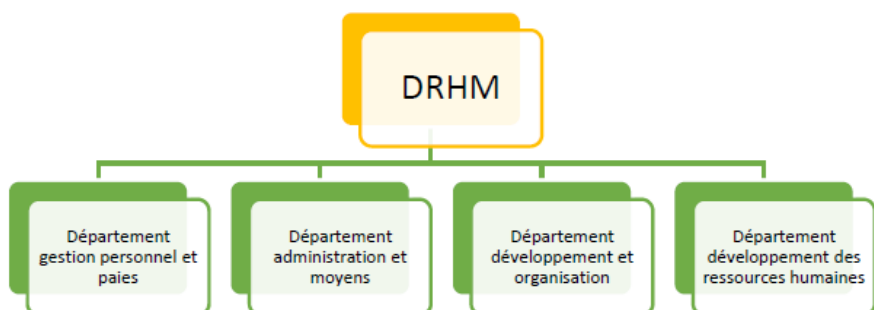 DRHM
Département
gestion personnel et
paies
Département
administration et
moyens
Département
développement et
organisation
Département
développement des
ressources humaines